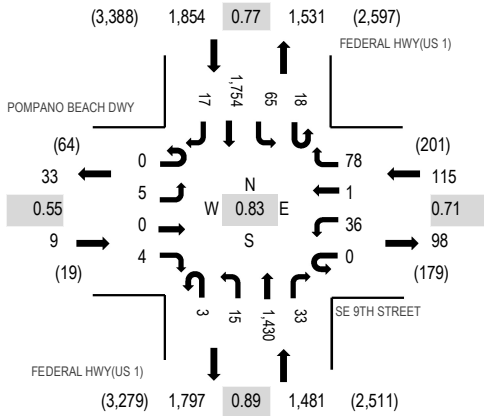 (3,388) 1,854 0.77 1,531 (2,597)
FEDERAL HWY(US 1)
17 1,754 65 18
POMPANO BEACH DWY
(64) (201)
0 78
33 115
5 N 1
0.55 W 0.83 E 0.71
0 36
9 S 98
4 0
(19) (179)
3 15 1,430 33
SE 9TH STREET
FEDERAL HWY(US 1)
(3,279) 1,797 0.89 1,481 (2,511)